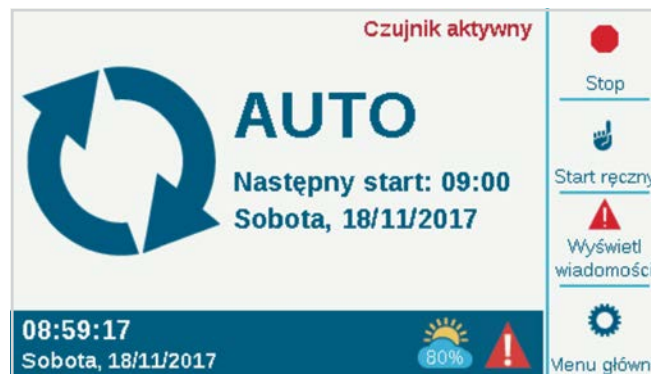 Czujnik aktywny
AUTO
Następny start: 09:00
Sobota, 18/11/2017
Stop
Start ręczny
Wyświetl
wiadomości
Menu główn
08:59:17
Sobota, 18/11/2017
80%